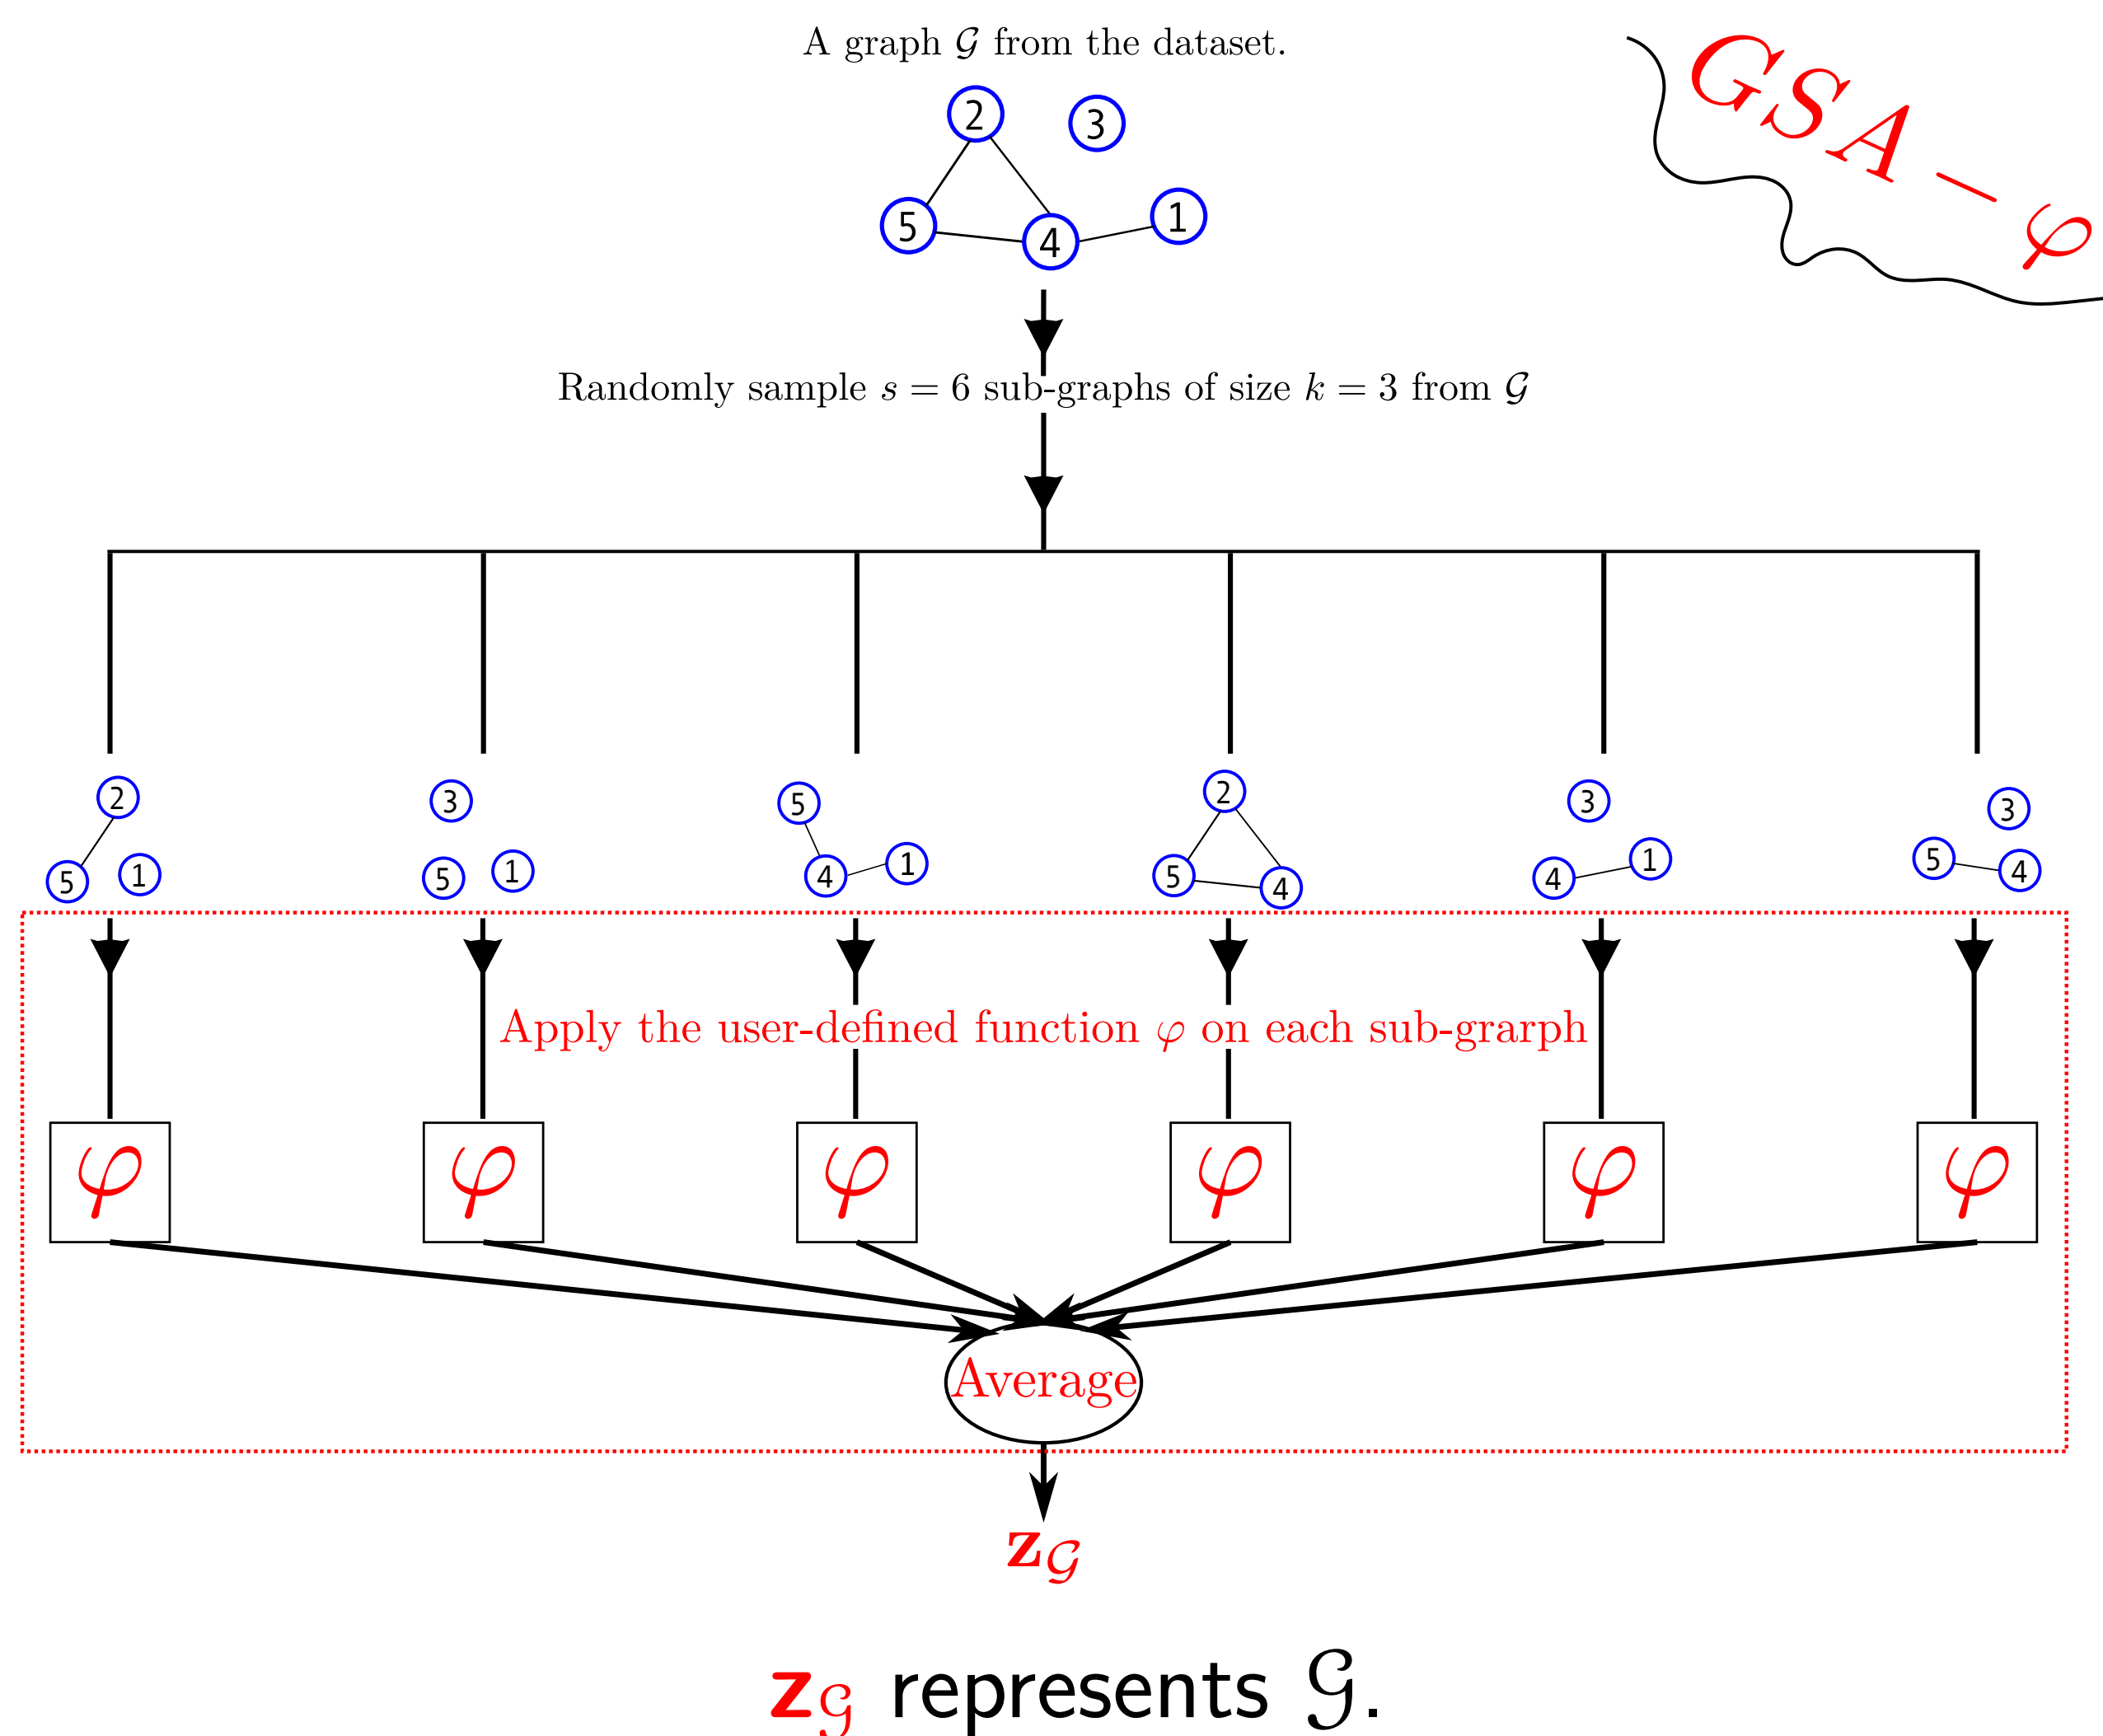 A graph 𝒢 from the dataset.
GSA − φ
2
3
5
4
1
Randomly sample s = 6 sub-graphs of size k = 3 from 𝒢
2
5
1
3
5
1
5
4
1
2
5
4
3
4
1
3
5
4
Apply the user-defined function φ on each sub-grarph
φ φ φ φ φ φ
Average
z𝒢
z𝒢 represents 𝒢.